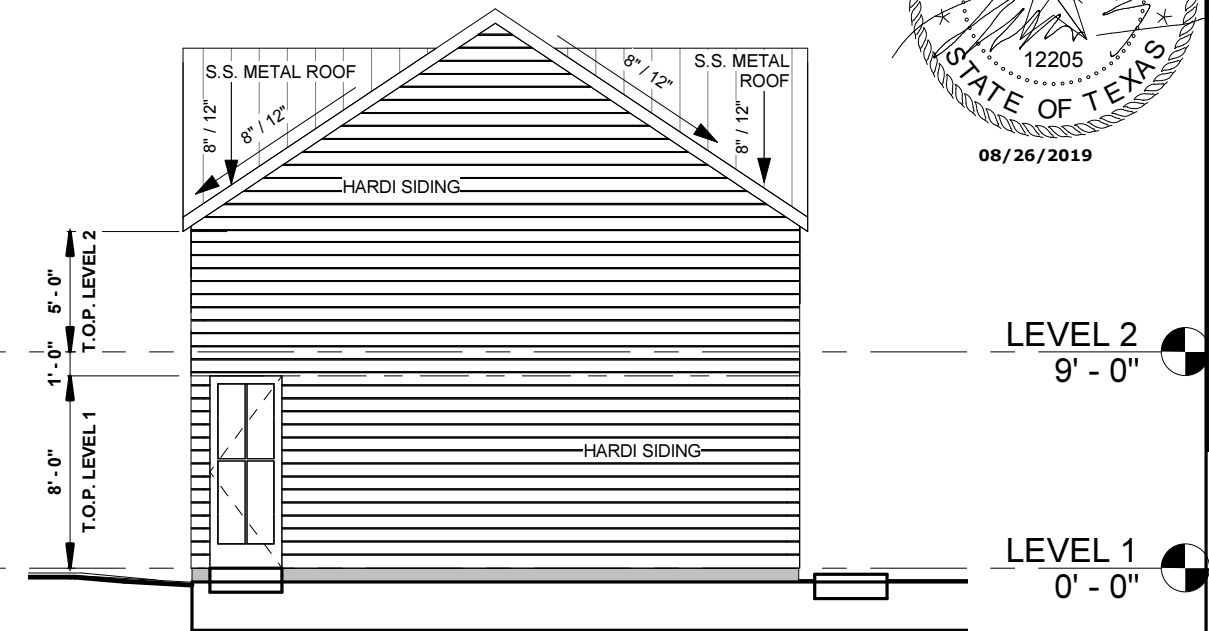 12205
STATE OF TEXAS
08/26/2019
S.S. METAL ROOF
8" / 12"
8" / 12"
8" / 12"
S.S. METAL
ROOF
8" / 12"
HARDI SIDING
5' - 0"
T.O.P. LEVEL 2
1' - 0"
LEVEL 2
9' - 0"
8' - 0"
T.O.P. LEVEL 1
HARDI SIDING
LEVEL 1
0' - 0"